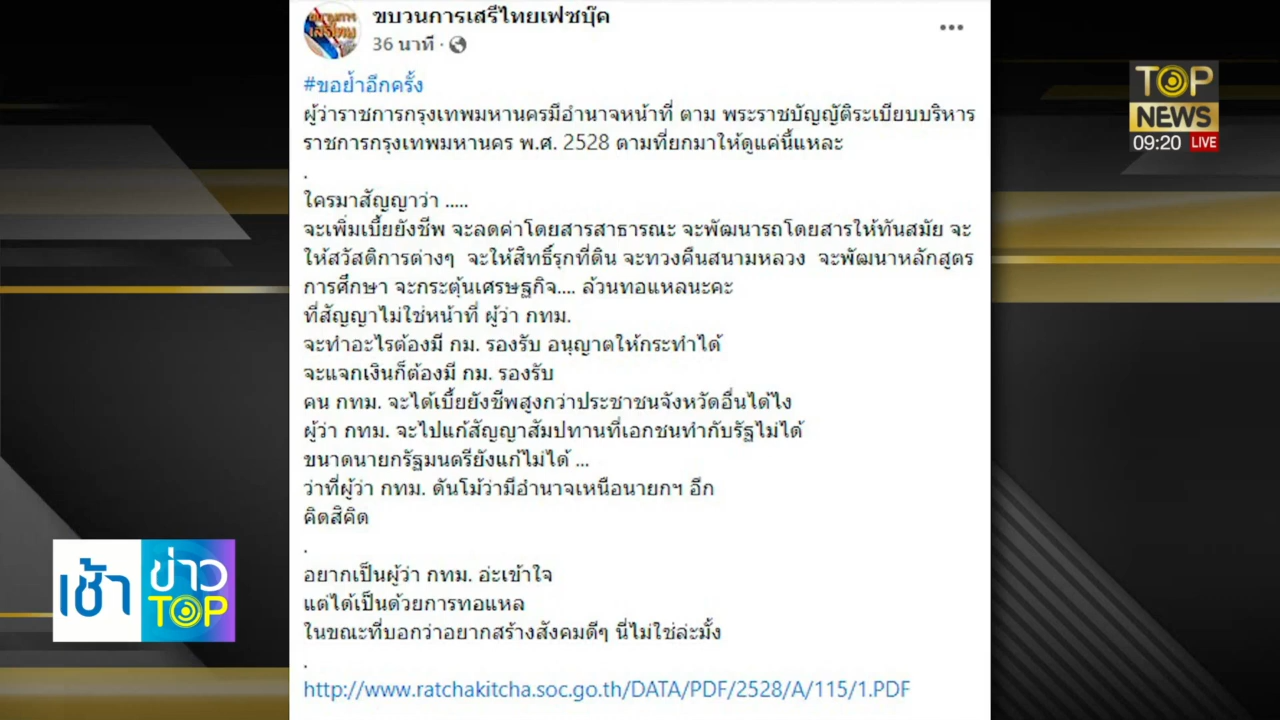 ขบวนการเสรีไทยเฟซบุ๊ค
36 นาที ·
#ขอย้ำอีกครั้ง
ผู้ว่าราชการกรุงเทพมหานครมีอำนาจหน้าที่ ตาม พระราชบัญญัติระเบียบบริหาร
ราชการกรุงเทพมหานคร พ.ศ. 2528 ตามที่ยกมาให้ดูแค่นี้แหละ
.
ใครมาสัญญาว่า .....
จะเพิ่มเบี้ยยังชีพ จะลดค่าโดยสารสาธารณะ จะพัฒนารถโดยสารให้ทันสมัย จะ
ให้สวัสดิการต่างๆ จะให้สิทธิ์รุกที่ดิน จะทวงคืนสนามหลวง จะพัฒนาหลักสูตร
การศึกษา จะกระตุ้นเศรษฐกิจ.... ล้วนทอแหลนะคะ
ที่สัญญาไม่ใช่หน้าที่ ผู้ว่า กทม.
จะทำอะไรต้องมี กม. รองรับ อนุญาตให้กระทำได้
จะแจกเงินก็ต้องมี กม. รองรับ
คน กทม. จะได้เบี้ยยังชีพสูงกว่าประชาชนจังหวัดอื่นได้ไง
ผู้ว่า กทม. จะไปแก้สัญญาสัมปทานที่เอกชนทำกับรัฐไม่ได้
ขนาดนายกรัฐมนตรียังแก้ไม่ได้ ...
ว่าที่ผู้ว่า กทม. ดันโม้ว่ามีอำนาจเหนือนายกฯ อีก
คิดสิคิด
.
อยากเป็นผู้ว่า กทม. อ่ะเข้าใจ
แต่ได้เป็นด้วยการทอแหล
ในขณะที่บอกว่าอยากสร้างสังคมดีๆ นี่ไม่ใช่ล่ะมั้ง
.
http://www.ratchakitcha.soc.go.th/DATA/PDF/2528/A/115/1.PDF
TOP
NEWS
09:20 LIVE
เช้า
ข่าว
TOP